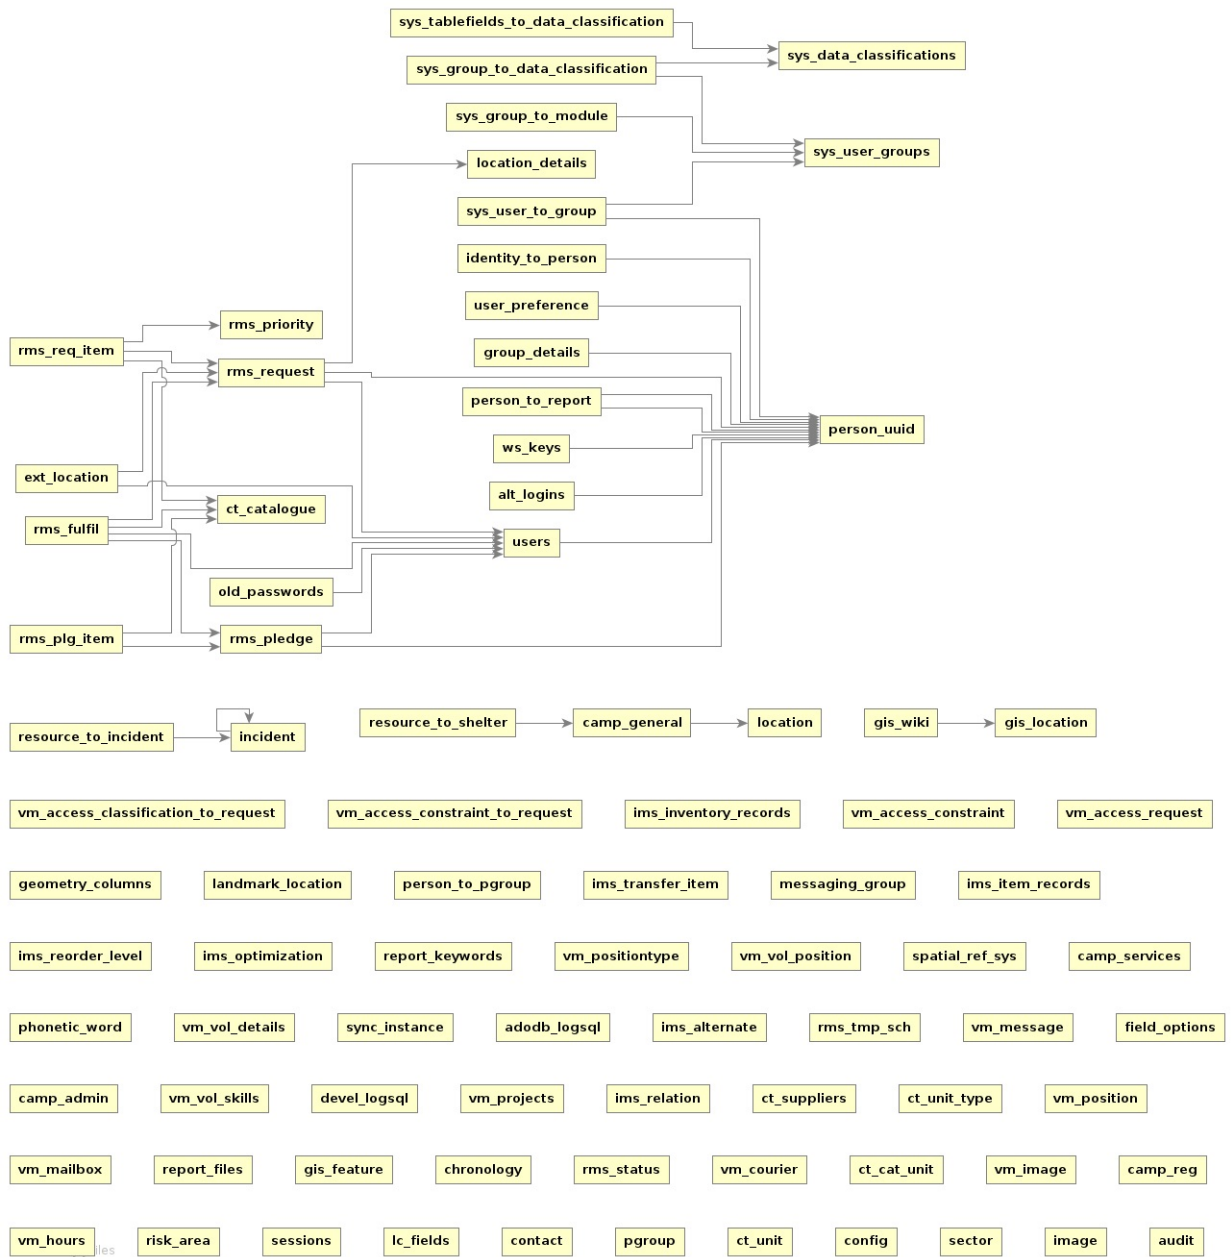 sys_tablefields_to_data_classification
sys_data_classifications
sys_group_to_data_classification
sys_group_to_module
sys_user_groups
location_details
sys_user_to_group
identity_to_person
user_preference
rms_priority
rms_req_item
group_details
rms_request
person_to_report
person_uuid
ws_keys
ext_location
alt_logins
ct_catalogue
rms_fulfil
users
old_passwords
rms_plg_item
rms_pledge
resource_to_shelter
camp_general
location
gis_wiki
gis_location
resource_to_incident
incident
vm_access_classification_to_request
vm_access_constraint_to_request
ims_inventory_records
vm_access_constraint
vm_access_request
geometry_columns
landmark_location
person_to_pgroup
ims_transfer_item
messaging_group
ims_item_records
ims_reorder_level
ims_optimization
report_keywords
vm_positiontype
vm_vol_position
spatial_ref_sys
camp_services
phonetic_word
vm_vol_details
sync_instance
adodb_logsql
ims_alternate
rms_tmp_sch
vm_message
field_options
camp_admin
vm_vol_skills
devel_logsql
vm_projects
ims_relation
ct_suppliers
ct_unit_type
vm_position
vm_mailbox
report_files
gis_feature
chronology
rms_status
vm_courier
ct_cat_unit
vm_image
camp_reg
vm_hours
risk_area
sessions
lc_fields
contact
pgroup
ct_unit
config
sector
image
audit